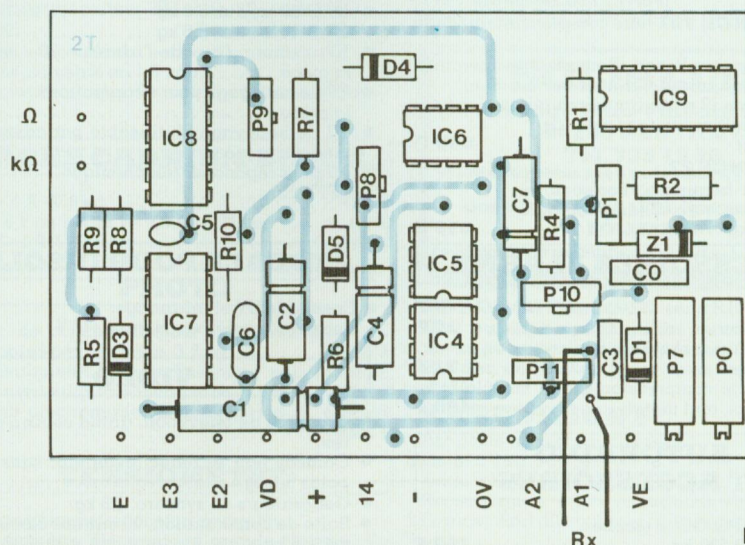 2T
D4
Ω
IC8
P9
R7
IC6
R1
IC9
kΩ
P8
C7
R4
P1
R2
R9
R8
C5
R10
D5
IC5
Z1
C0
R5
D3
IC7
C6
C2
R6
C4
IC4
P10
P11
C3
D1
P7
P0
C1
E
E3
E2
VD
+
14
-
0V
A2
A1
VE
Rx